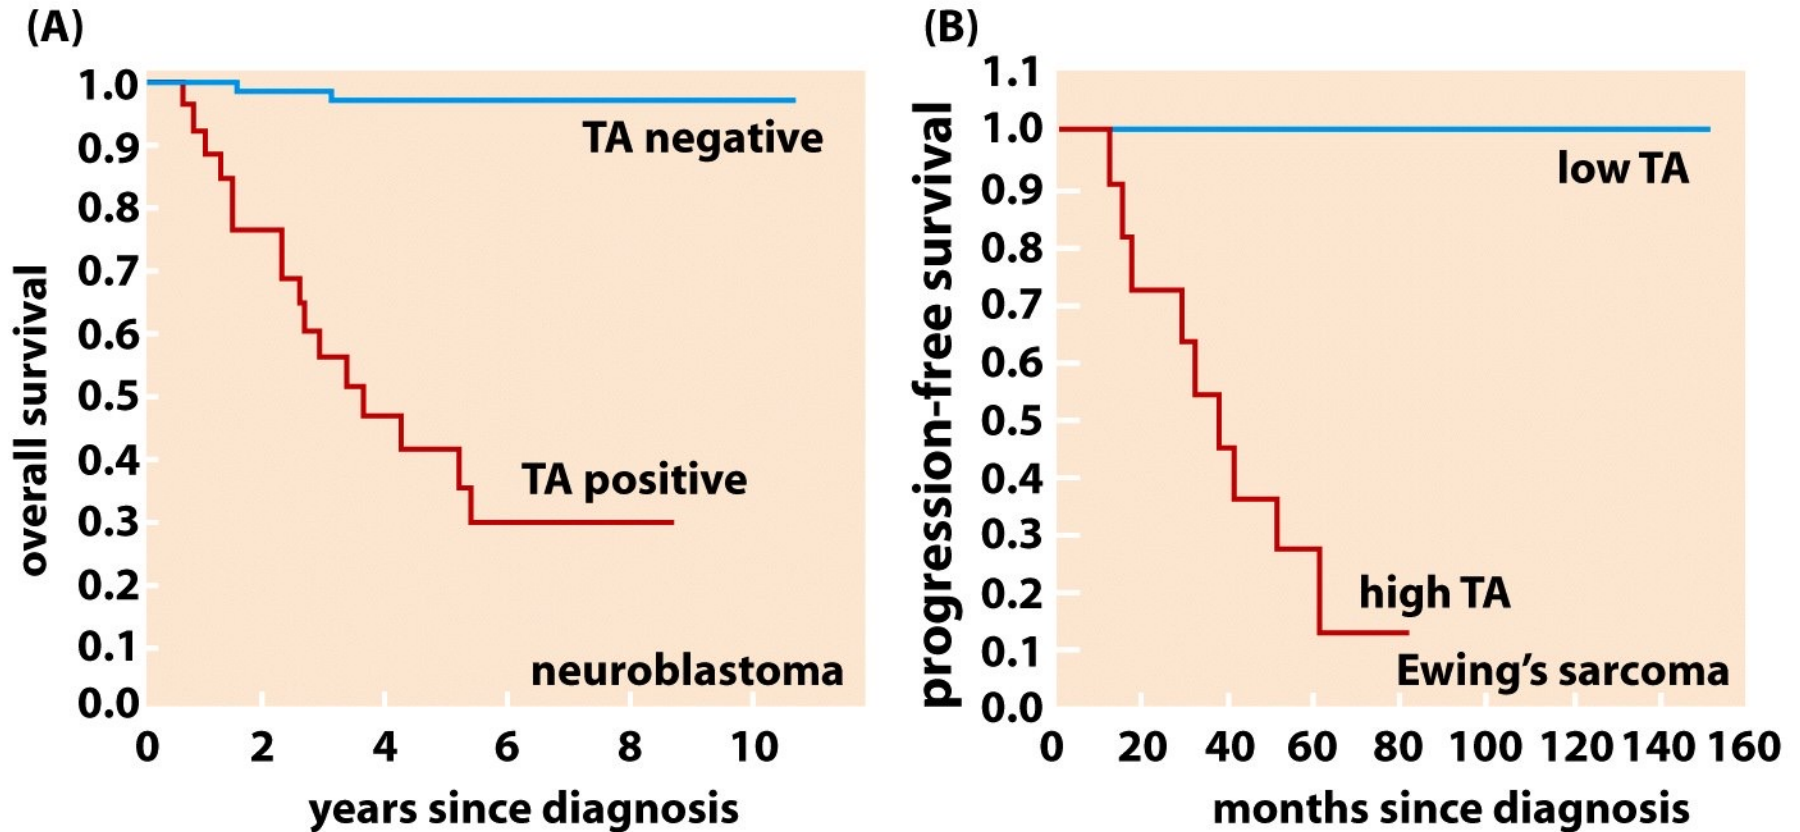 (A)
overall survival
1.0
0.9
0.8
0.7
0.6
0.5
0.4
0.3
0.2
0.1
0.0
TA negative
TA positive
neuroblastoma
0 2 4 6 8 10
years since diagnosis
(B)
progression-free survival
1.1
1.0
0.9
0.8
0.7
0.6
0.5
0.4
0.3
0.2
0.1
0.0
low TA
high TA
Ewing’s sarcoma
0 20 40 60 80 100 120 140 160
months since diagnosis